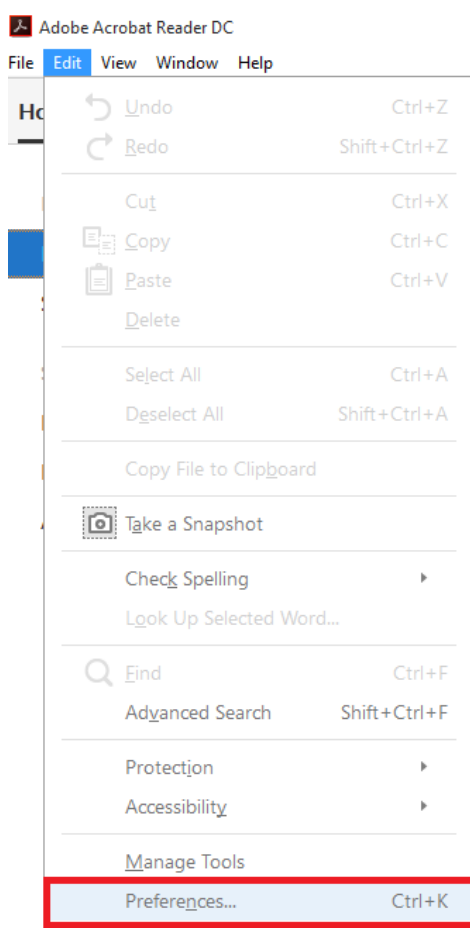 Adobe Acrobat Reader DC
File Edit View Window Help
Undo Ctrl+Z
Redo Shift+Ctrl+Z
Cut Ctrl+X
Copy Ctrl+C
Paste Ctrl+V
Delete
Select All Ctrl+A
Deselect All Shift+Ctrl+A
Copy File to Clipboard
Take a Snapshot
Check Spelling
Look Up Selected Word...
Find Ctrl+F
Advanced Search Shift+Ctrl+F
Protection
Accessibility
Manage Tools
Preferences... Ctrl+K